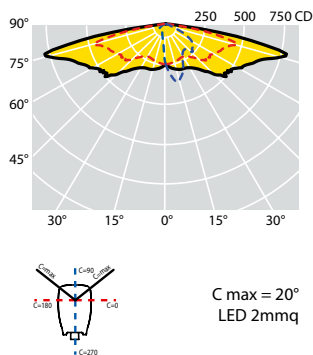 90° 250 500 750 CD
75°
60°
45°
30° 15° 0° 15° 30°
C=max C=90 C=max
C=180 C=0
C=270
C max = 20°
LED 2mmq